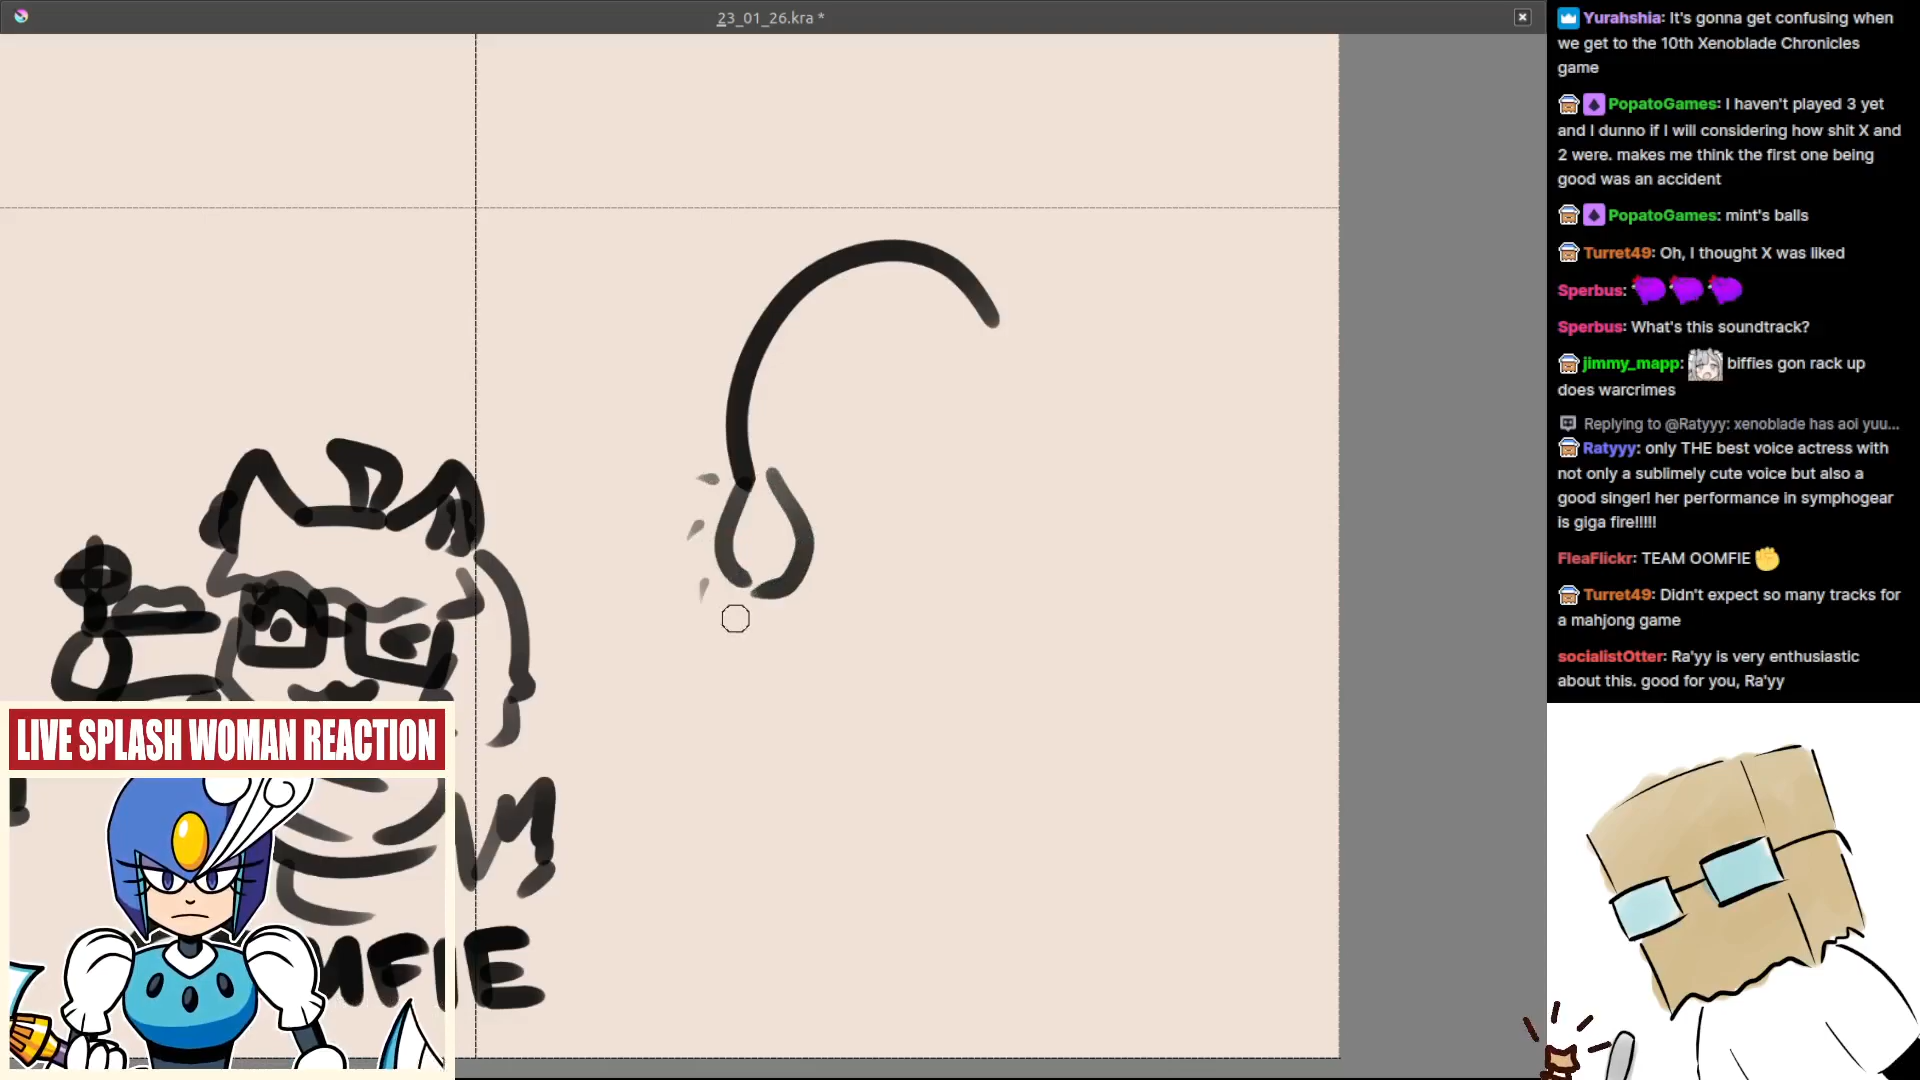 23_01_26.kra *
Yurahshia: It's gonna get confusing when
we get to the 10th Xenoblade Chronicles
game
PopatoGames: I haven't played 3 yet
and I dunno if I will considering how shit X and
2 were. makes me think the first one being
good was an accident
PopatoGames: mint's balls
Turret49: Oh, I thought X was liked
Sperbus:
Sperbus: What's this soundtrack?
jimmy_mapp: biffies gon rack up
does warcrimes
Replying to @Ratyyy: xenoblade has aoi yuu...
Ratyyy: only THE best voice actress with
not only a sublimely cute voice but also a
good singer! her performance in symphogear
is giga fire!!!!!
FleaFlickr: TEAM OOMFIE ✊
Turret49: Didn't expect so many tracks for
a mahjong game
socialistOtter: Ra'yy is very enthusiastic
about this. good for you, Ra'yy
LIVE SPLASH WOMAN REACTION
MFIE